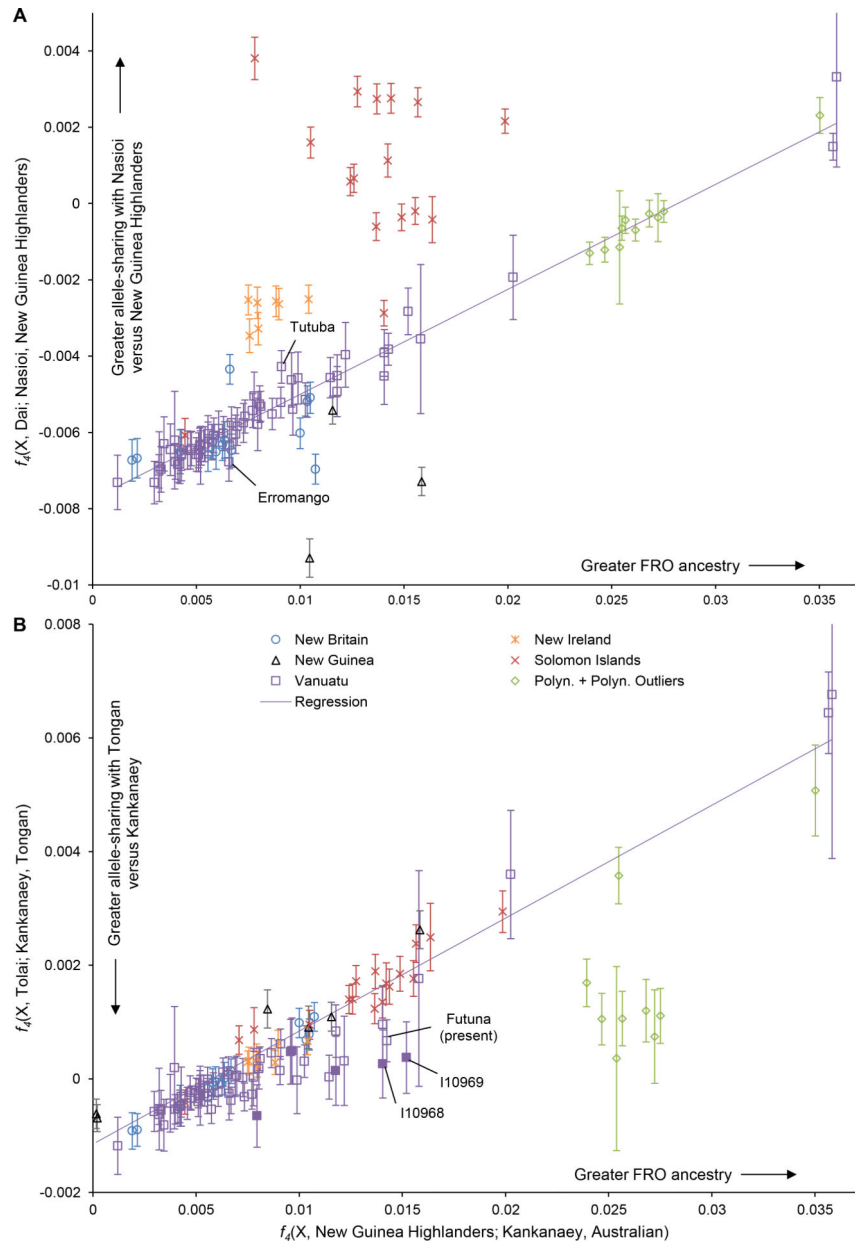 A
0.004
0.002
0
-0.002
-0.004
-0.006
-0.008
-0.01
f4(X, Dai; Nasioi, New Guinea Highlanders)
Greater allele-sharing with Nasioi
versus New Guinea Highlanders
Tutuba
Erromango
Greater FRO ancestry
0 0.005 0.01 0.015 0.02 0.025 0.03 0.035
B
0.008
0.006
0.004
0.002
0
-0.002
f4(X, Tolai; Kankanaey, Tongan)
Greater allele-sharing with Tongan
versus Kankanaey
New Britain
New Ireland
New Guinea
Solomon Islands
Vanuatu
Polyn. + Polyn. Outliers
Regression
Futuna
(present)
I10969
I10968
Greater FRO ancestry
0 0.005 0.01 0.015 0.02 0.025 0.03 0.035
f4(X, New Guinea Highlanders; Kankanaey, Australian)